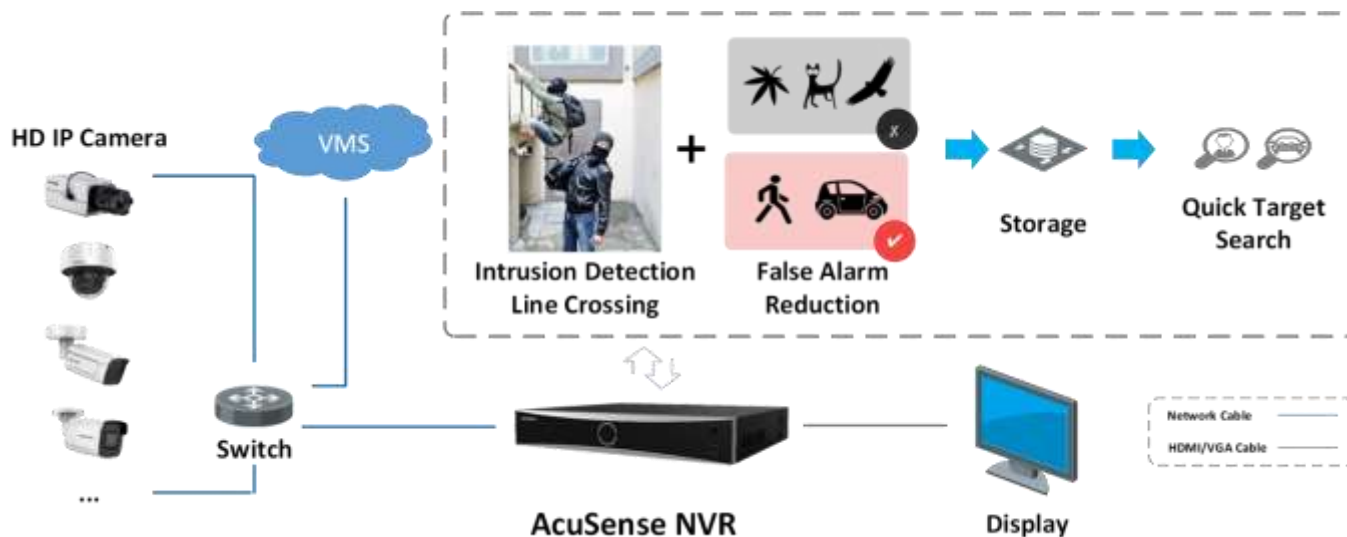 HD IP Camera
VMS
Intrusion Detection
Line Crossing
+
False Alarm
Reduction
x
Storage
Quick Target
Search
Switch
...
AcuSense NVR
Display
Network Cable
HDMI/VGA Cable